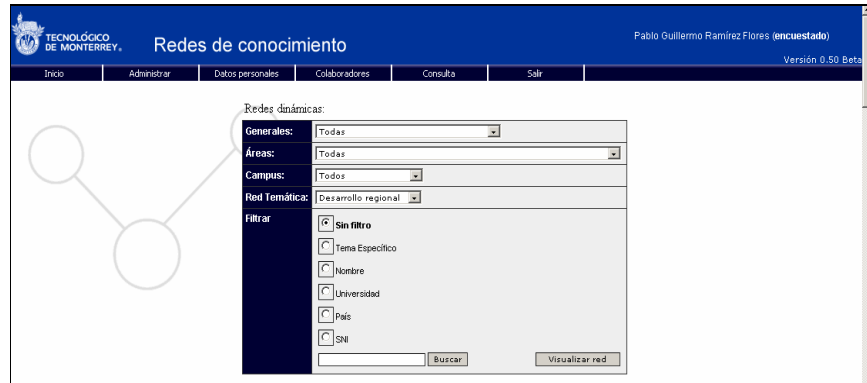 TECNOLÓGICO
DE MONTERREY.
Redes de conocimiento
Pablo Guillermo Ramírez Flores (encuestado)
Versión 0.50 Beta
Inicio Administrar Datos personales Colaboradores Consulta Salir
Redes dinámicas:
Generales: Todas
Áreas: Todas
Campus: Todos
Red Temática: Desarrollo regional
Filtrar
Sin filtro
Tema Específico
Nombre
Universidad
País
SNI
Buscar Visualizar red